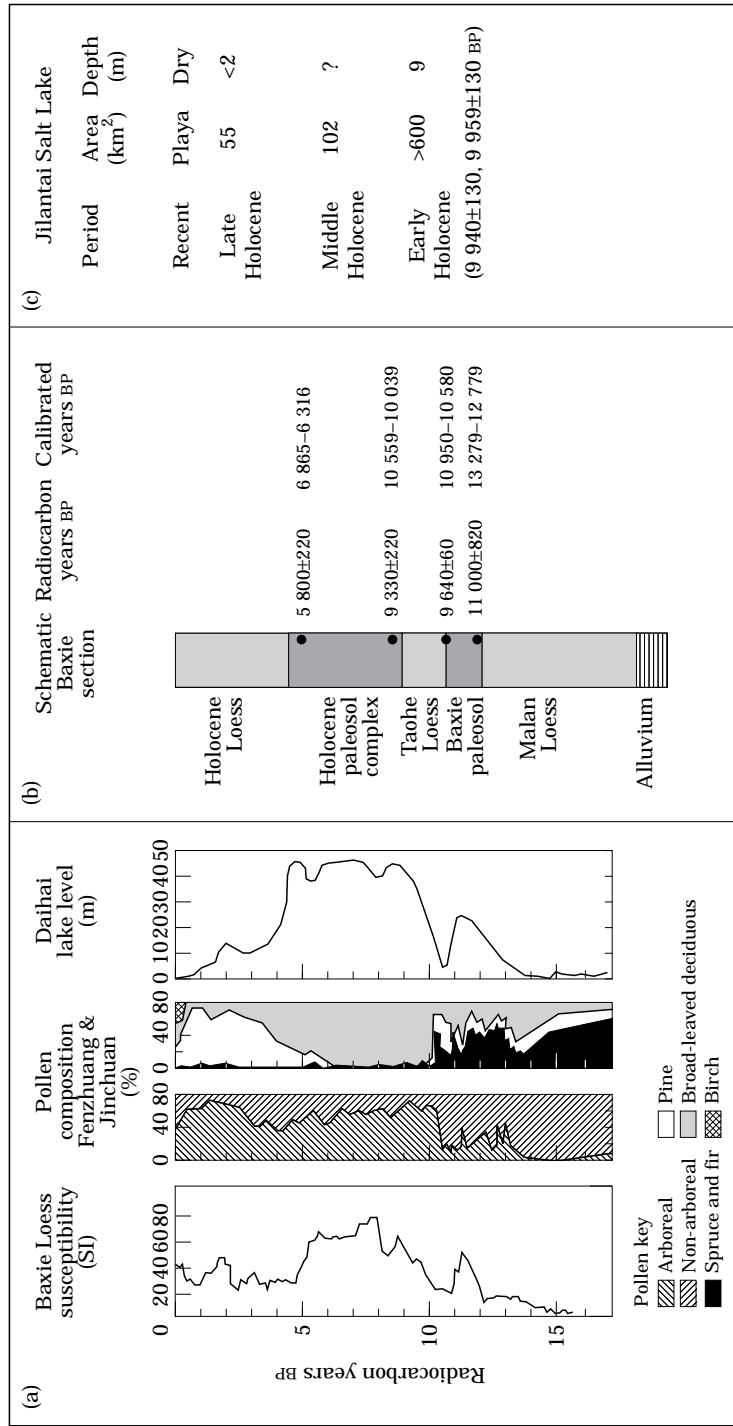 (a)
Baxie Loess
susceptibility
(SI)
Pollen
composition
Fenzhuang &
Jinchuan
(%)
Daihai
lake level
(m)
20 40 60 80
0 40 80
0 40 80
0 10 20 30 40 50
0
5
10
15
Radiocarbon years BP
Pollen key
Arboreal
Non-arboreal
Spruce and fir
Pine
Broad-leaved deciduous
Birch
(b)
Schematic Radiocarbon Calibrated
Baxie years BP years BP
section
Holocene
Loess
Holocene
paleosol
complex
Taohe
Loess
Baxie
paleosol
Malan
Loess
Alluvium
5 800±220 6 865–6 316
9 330±220 10 559–10 039
9 640±60 10 950–10 580
11 000±820 13 279–12 779
(c)
Jilantai Salt Lake
Period Area Depth
(km2) (m)
Recent Playa Dry
Late 55 <2
Holocene
Middle 102 ?
Holocene
Early >600 9
Holocene
(9 940±130, 9 959±130 BP)